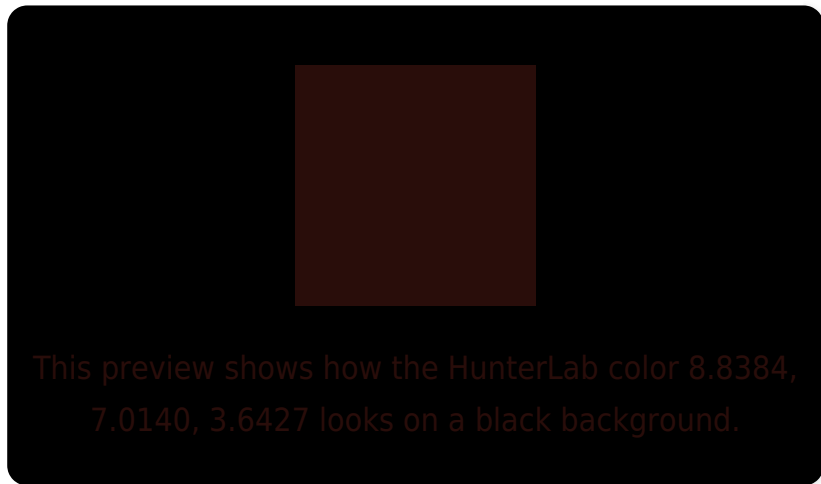 This preview shows how the HunterLab color 8.8384,
7.0140, 3.6427 looks on a black background.